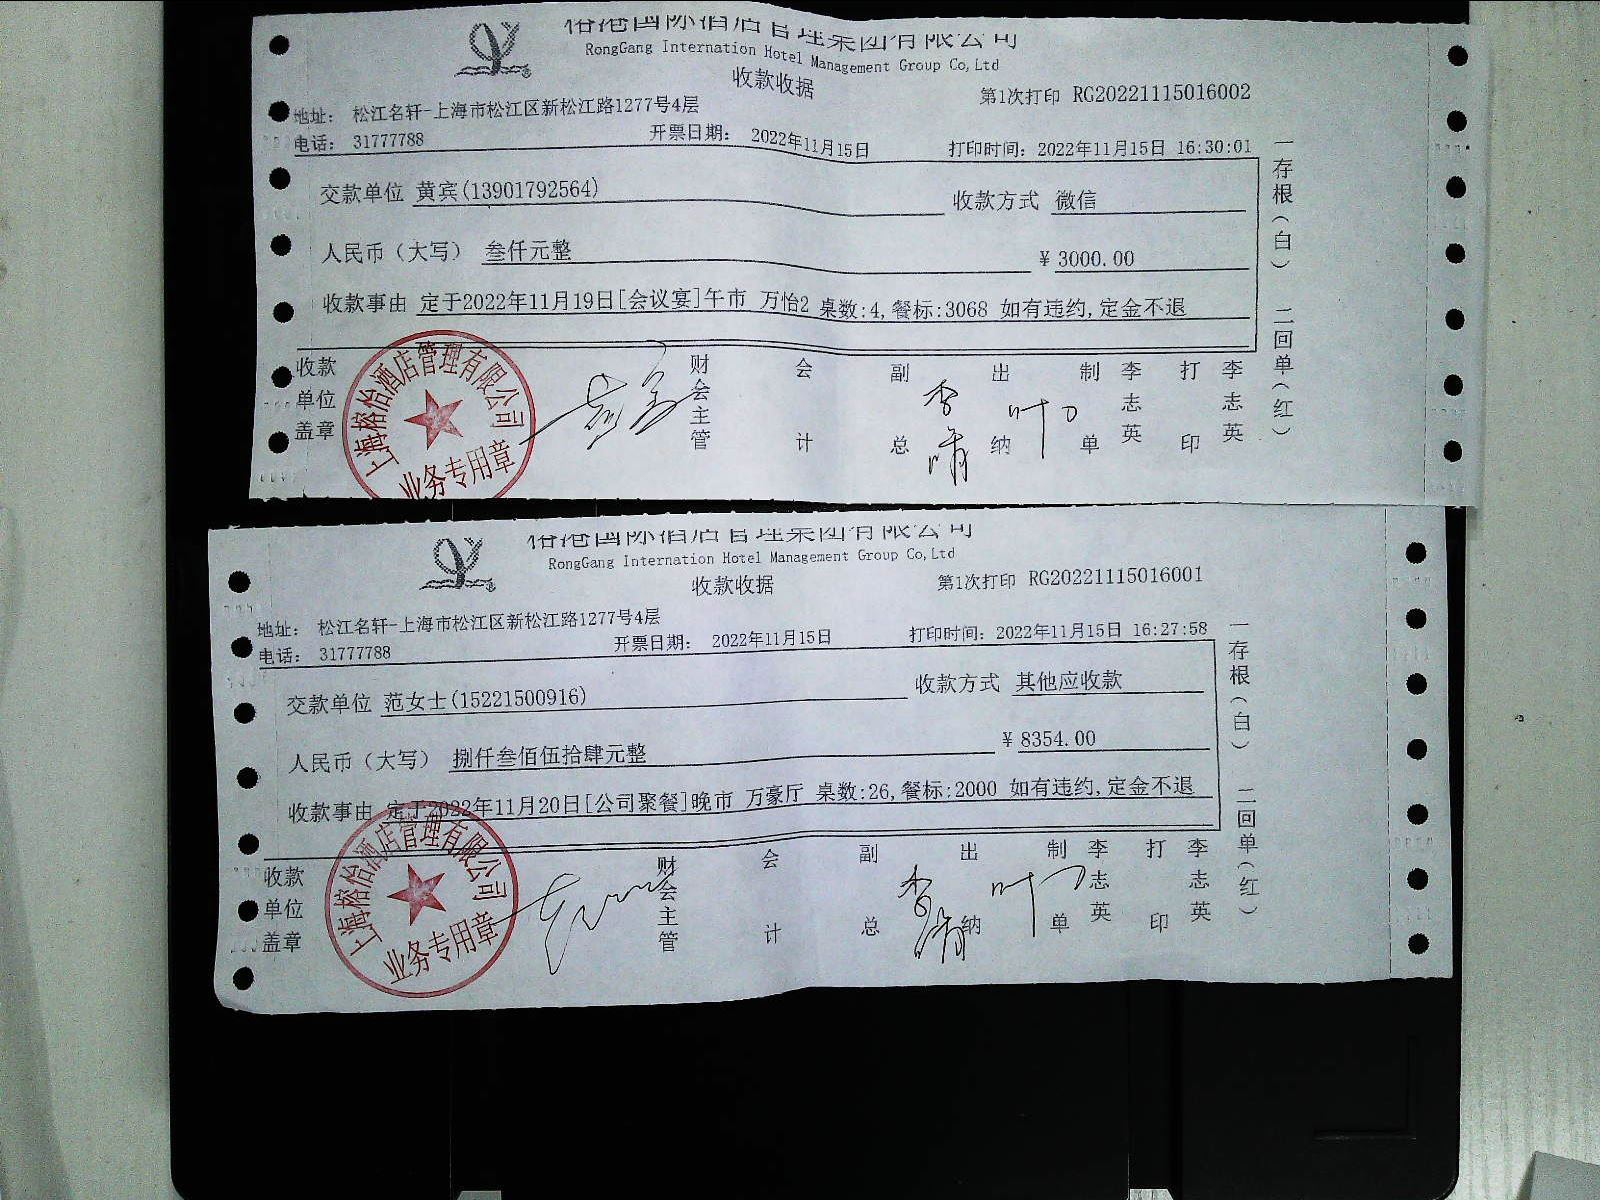 榕港国际酒店管理集团有限公司
RongGang Internation Hotel Management Group Co,Ltd
收款收据
第1次打印 RG20221115016002
地址: 松江名轩-上海市松江区新松江路1277号4层
电话: 31777788 开票日期: 2022年11月15日 打印时间: 2022年11月15日 16:30:01
交款单位 黄宾(13901792564) 收款方式 微信
人民币（大写） 叁仟元整 ￥3000.00
收款事由 定于2022年11月19日[会议宴]午市 万怡2 桌数:4,餐标:3068 如有违约,定金不退
收款单位盖章 财会主管 会计 副总 出纳 制单 李志英 打印 李志英
上海榕怡酒店管理有限公司
业务专用章
一存根(白) 二回单(红)
榕港国际酒店管理集团有限公司
RongGang Internation Hotel Management Group Co,Ltd
收款收据
第1次打印 RG20221115016001
地址: 松江名轩-上海市松江区新松江路1277号4层
电话: 31777788 开票日期: 2022年11月15日 打印时间: 2022年11月15日 16:27:58
交款单位 范女士(15221500916) 收款方式 其他应收款
人民币（大写） 捌仟叁佰伍拾肆元整 ￥8354.00
收款事由 定于2022年11月20日[公司聚餐]晚市 万豪厅 桌数:26,餐标:2000 如有违约,定金不退
收款单位盖章 财会主管 会计 副总 出纳 制单 李志英 打印 李志英
上海榕怡酒店管理有限公司
业务专用章
一存根(白) 二回单(红)